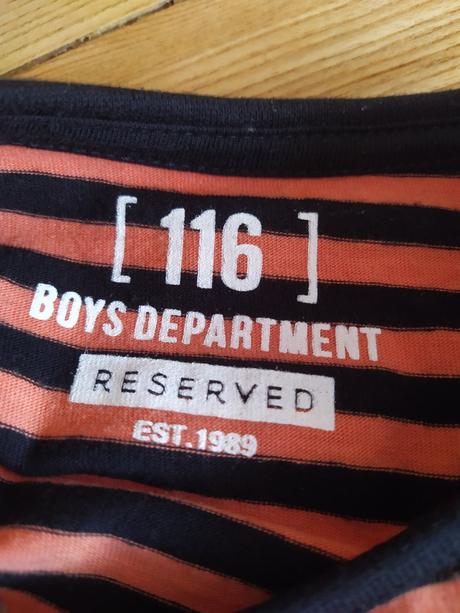 [ 116 ]
BOYS DEPARTMENT
RESERVED
EST.1989